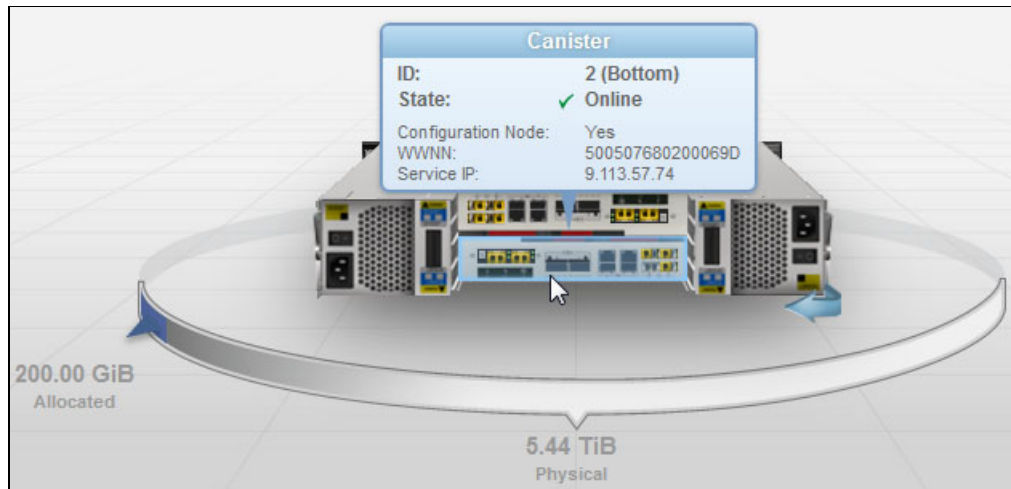 Canister
ID: 2 (Bottom)
State: ✓ Online
Configuration Node: Yes
WWNN: 500507680200069D
Service IP: 9.113.57.74
200.00 GiB
Allocated
5.44 TiB
Physical